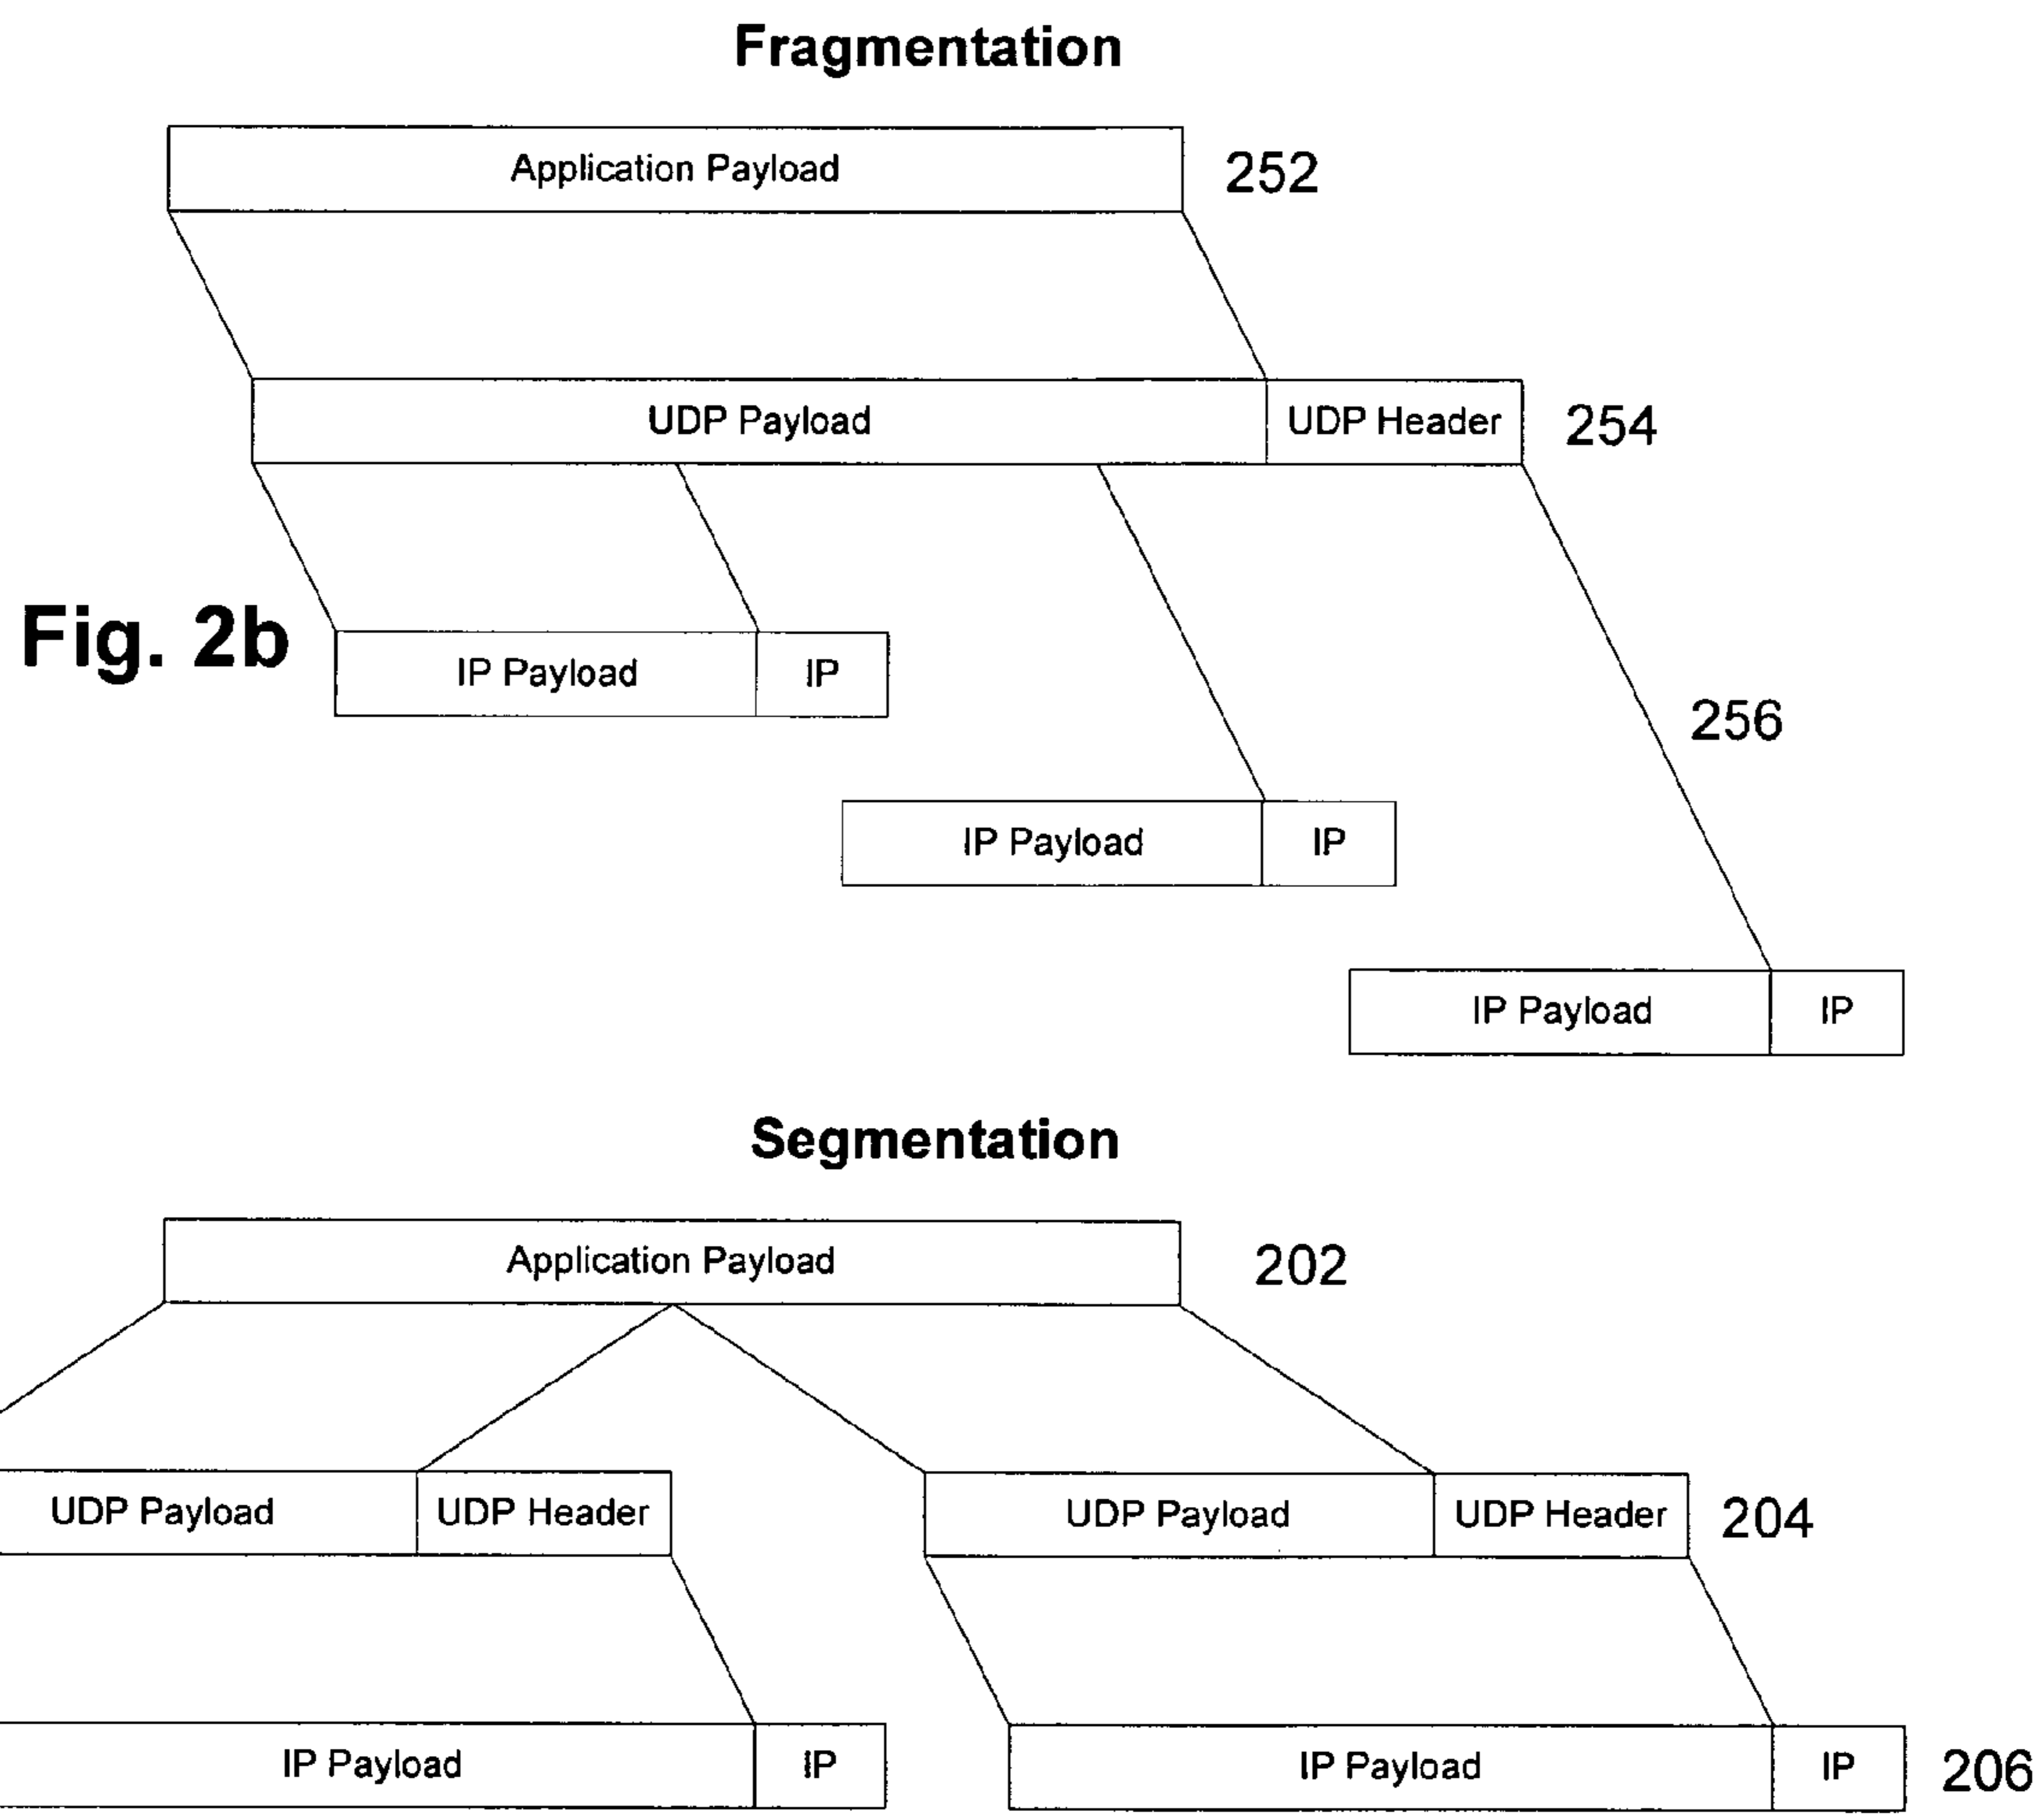 Fragmentation
Application Payload 252
UDP Payload UDP Header 254
Fig. 2b
IP Payload IP
256
IP Payload IP
IP Payload IP
Segmentation
Application Payload 202
UDP Payload UDP Header UDP Payload UDP Header 204
IP Payload IP IP Payload IP 206